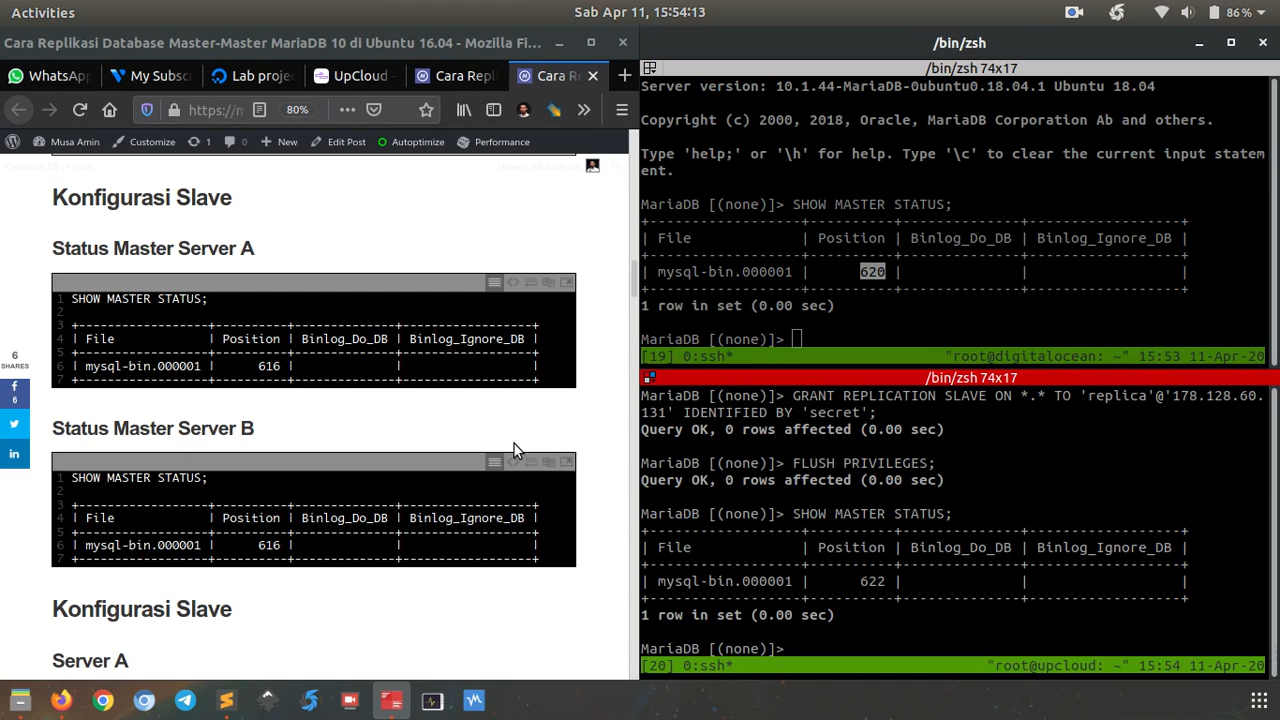 Activities
Sab Apr 11, 15:54:13
86 %
Cara Replikasi Database Master-Master MariaDB 10 di Ubuntu 16.04 - Mozilla Fi…
WhatsApp
My Subsc
Lab proje
UpCloud -
Cara Repl
Cara Re
https://m
80%
Musa Amin
Customize
1
0
New
Edit Post
Autoptimize
Performance
Konfigurasi Slave
Status Master Server A
1 SHOW MASTER STATUS;
2
3 +----------------+----------+--------------+------------------+
4 | File | Position | Binlog_Do_DB | Binlog_Ignore_DB |
5 +----------------+----------+--------------+------------------+
6 | mysql-bin.000001 | 616 | | |
7 +----------------+----------+--------------+------------------+
6
SHARES
6
Status Master Server B
1 SHOW MASTER STATUS;
2
3 +----------------+----------+--------------+------------------+
4 | File | Position | Binlog_Do_DB | Binlog_Ignore_DB |
5 +----------------+----------+--------------+------------------+
6 | mysql-bin.000001 | 616 | | |
7 +----------------+----------+--------------+------------------+
Konfigurasi Slave
Server A
/bin/zsh
/bin/zsh 74x17
Server version: 10.1.44-MariaDB-0ubuntu0.18.04.1 Ubuntu 18.04
Copyright (c) 2000, 2018, Oracle, MariaDB Corporation Ab and others.
Type 'help;' or '\h' for help. Type '\c' to clear the current input statem
ent.
MariaDB [(none)]> SHOW MASTER STATUS;
+------------------+----------+--------------+------------------+
| File | Position | Binlog_Do_DB | Binlog_Ignore_DB |
+------------------+----------+--------------+------------------+
| mysql-bin.000001 | 620 | | |
+------------------+----------+--------------+------------------+
1 row in set (0.00 sec)
MariaDB [(none)]>
[19] 0:ssh* "root@digitalocean: ~" 15:53 11-Apr-20
/bin/zsh 74x17
MariaDB [(none)]> GRANT REPLICATION SLAVE ON *.* TO 'replica'@'178.128.60.
131' IDENTIFIED BY 'secret';
Query OK, 0 rows affected (0.00 sec)
MariaDB [(none)]> FLUSH PRIVILEGES;
Query OK, 0 rows affected (0.00 sec)
MariaDB [(none)]> SHOW MASTER STATUS;
+------------------+----------+--------------+------------------+
| File | Position | Binlog_Do_DB | Binlog_Ignore_DB |
+------------------+----------+--------------+------------------+
| mysql-bin.000001 | 622 | | |
+------------------+----------+--------------+------------------+
1 row in set (0.00 sec)
MariaDB [(none)]>
[20] 0:ssh* "root@upcloud: ~" 15:54 11-Apr-20